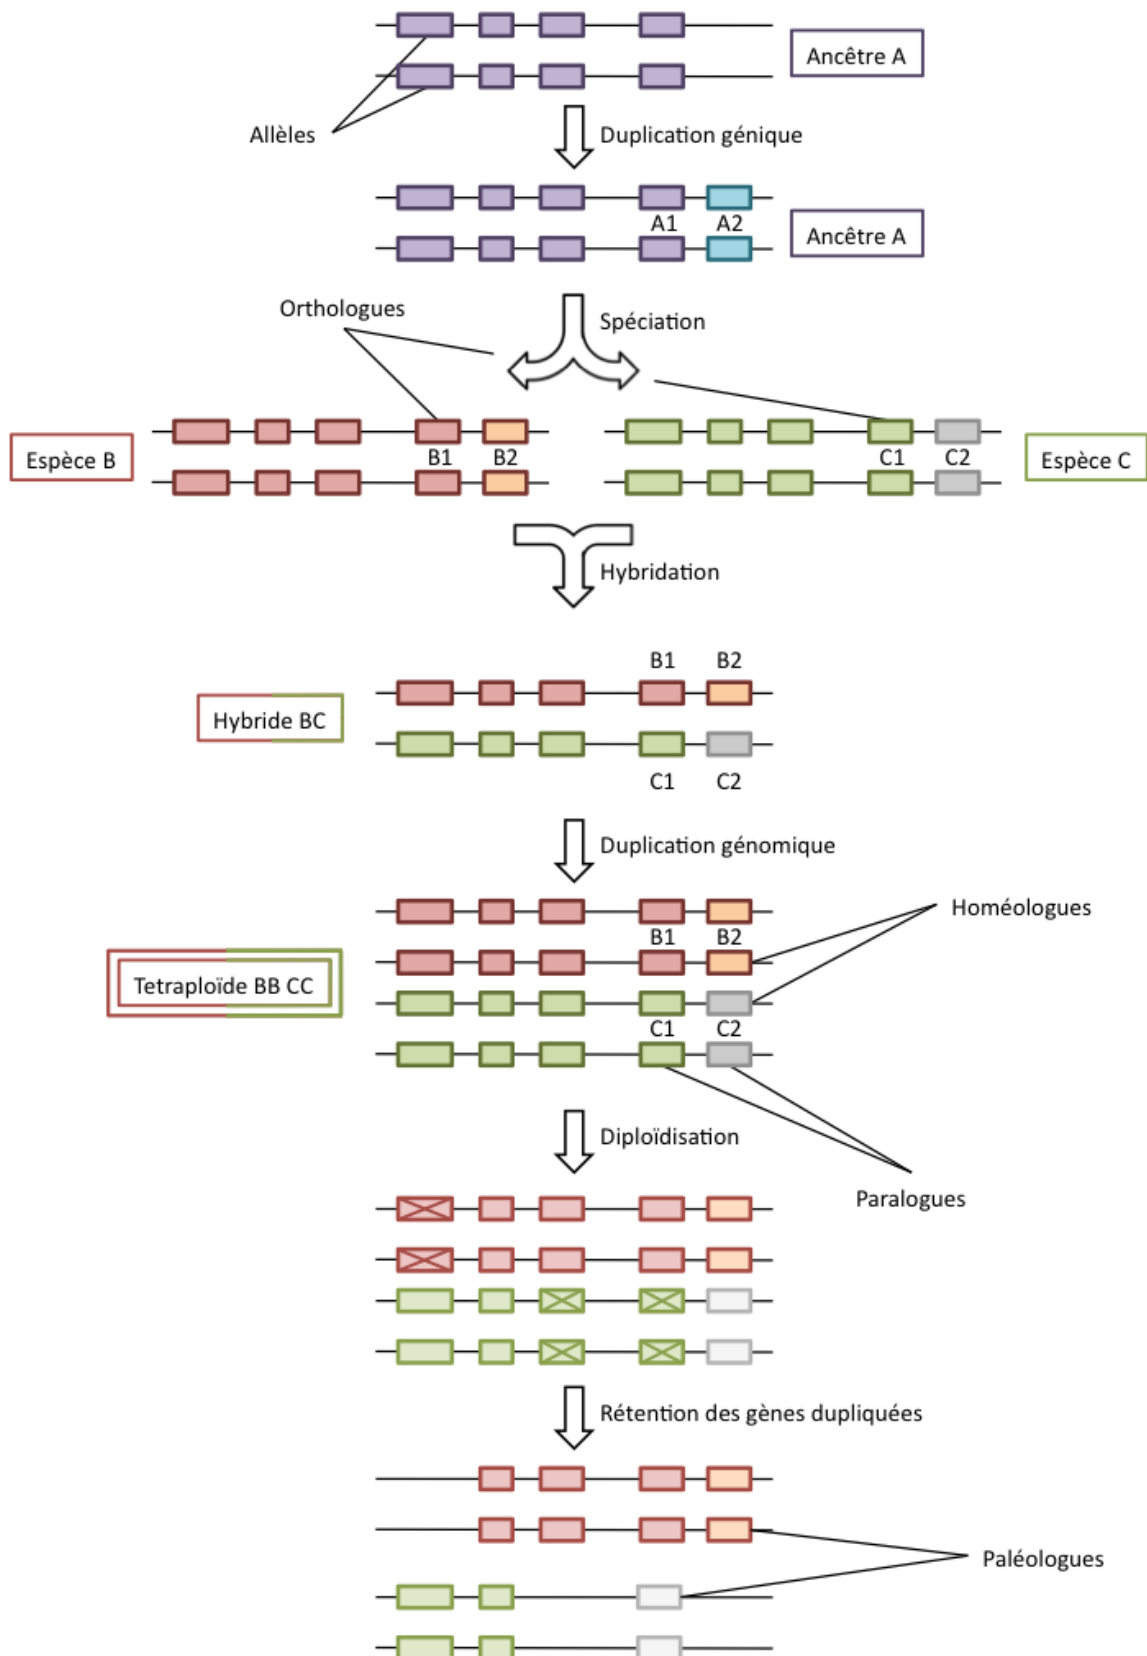 Ancêtre A
Allèles
Duplication génique
A1 A2
Ancêtre A
Orthologues
Spéciation
Espèce B
B1 B2
C1 C2
Espèce C
Hybridation
B1 B2
Hybride BC
C1 C2
Duplication génomique
Homéologues
B1 B2
Tetraploïde BB CC
C1 C2
Diploïdisation
Paralogues
Rétention des gènes dupliquées
Paléologues